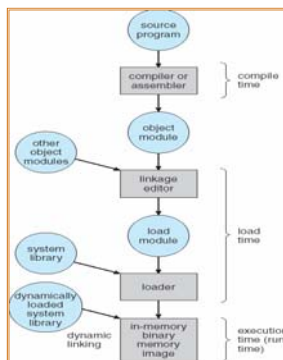 source
program
compiler or
assembler
compile
time
object
module
other
object
modules
linkage
editor
load
module
load
time
system
library
loader
dynamically
loaded
system
library
dynamic
linking
in-memory
binary
memory
image
execution
time (run
time)